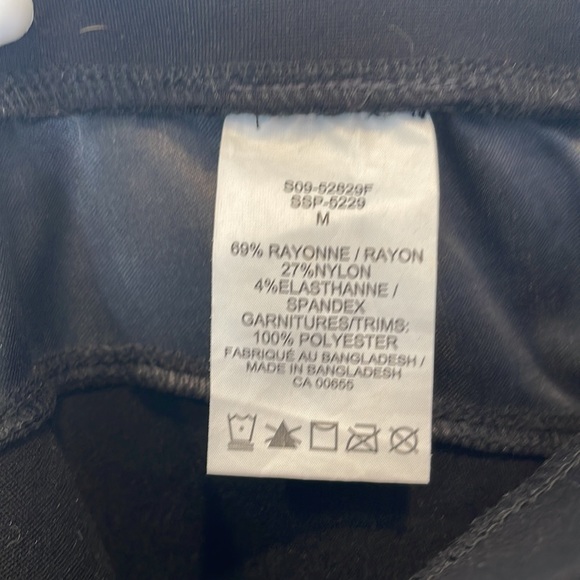 S09-52829F
SSP-5229
M
69% RAYONNE / RAYON
27%NYLON
4%ELASTHANNE /
SPANDEX
GARNITURES/TRIMS:
100% POLYESTER
FABRIQUÉ AU BANGLADESH /
MADE IN BANGLADESH
CA 00655